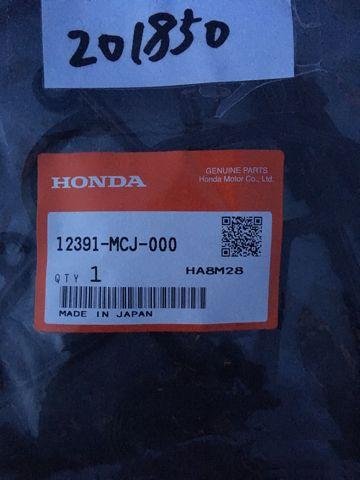 201850
GENUINE PARTS
HONDA
Honda Motor Co., Ltd.
12391-MCJ-000
QTY 1
HA8M28
MADE IN JAPAN